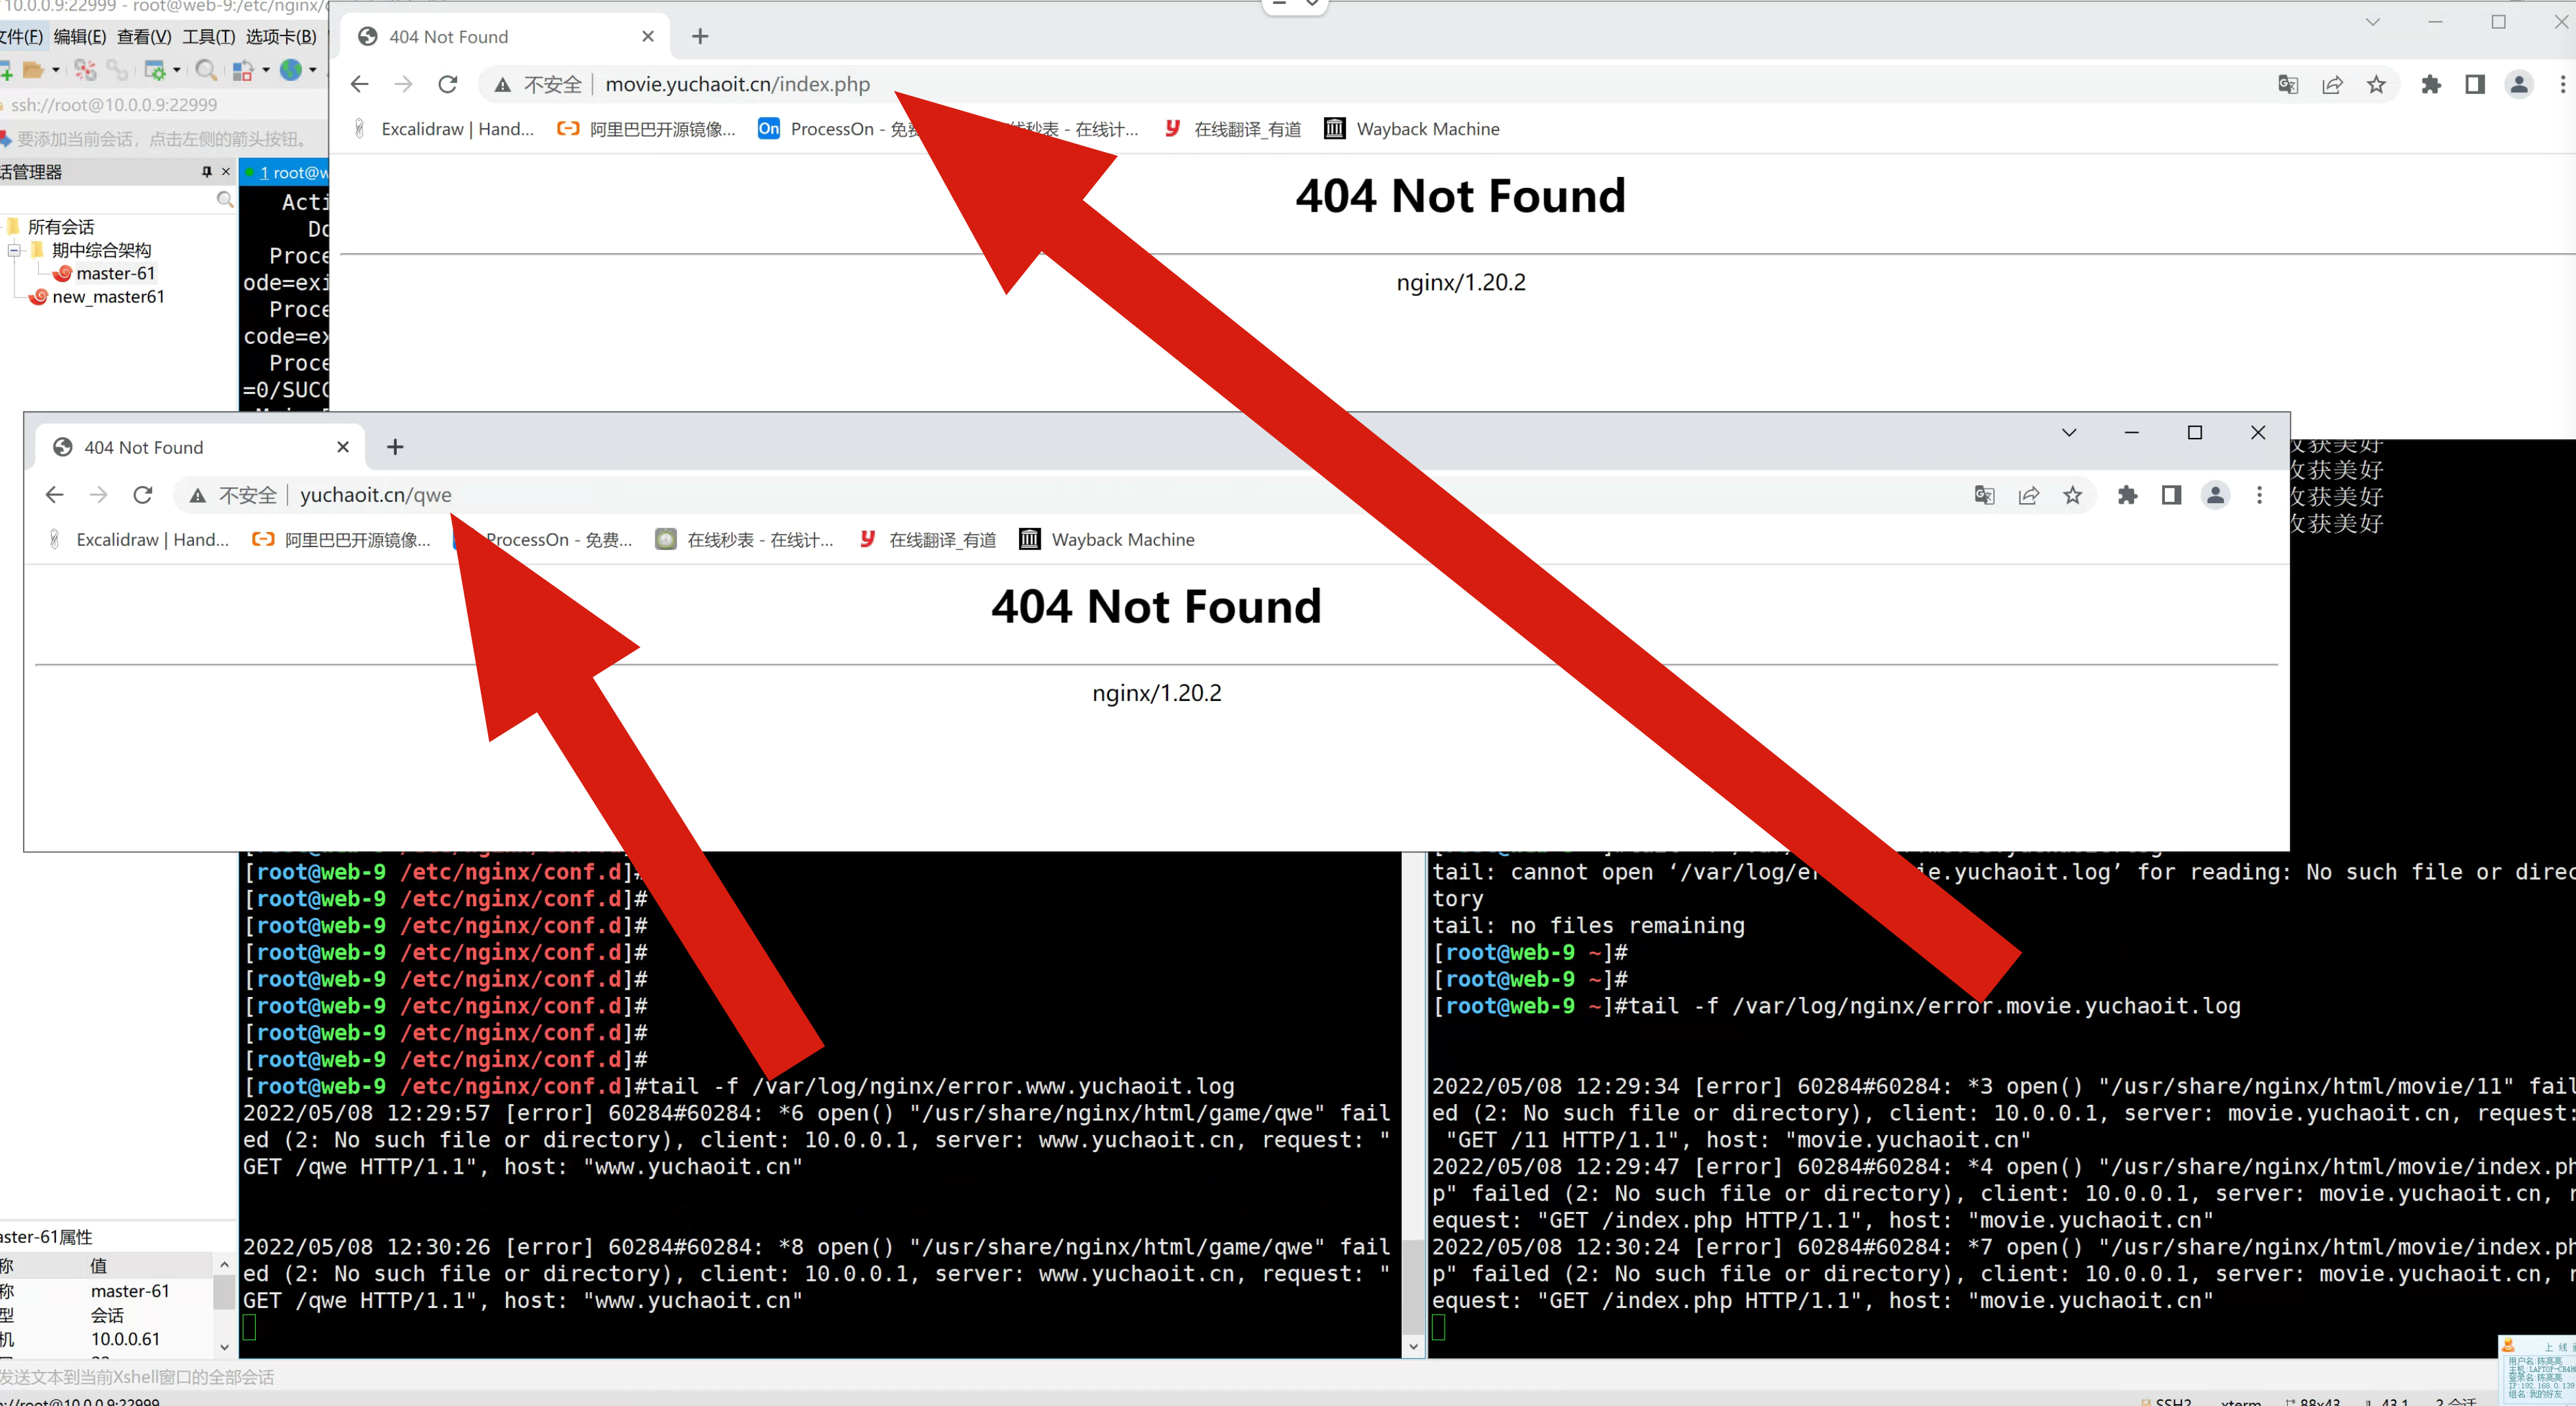 10.0.0.9:22999 - root@web-9:/etc/nginx/c
文件(F) 编辑(E) 查看(V) 工具(T) 选项卡(B)
ssh://root@10.0.0.9:22999
要添加当前会话，点击左侧的箭头按钮。
话管理器
所有会话
期中综合架构
master-61
new_master61
1 root@w
Acti
Do
Proce
ode=exi
Proce
code=ex
Proce
=0/SUCC
404 Not Found
不安全 | movie.yuchaoit.cn/index.php
Excalidraw | Hand... 阿里巴巴开源镜像... On ProcessOn - 免费 线秒表 - 在线计... 在线翻译_有道 Wayback Machine
404 Not Found
nginx/1.20.2
404 Not Found
不安全 | yuchaoit.cn/qwe
Excalidraw | Hand... 阿里巴巴开源镜像... ProcessOn - 免费... 在线秒表 - 在线计... 在线翻译_有道 Wayback Machine
404 Not Found
nginx/1.20.2
获美好
获美好
获美好
获美好
[root@web-9 /etc/nginx/conf.d]#
[root@web-9 /etc/nginx/conf.d]#
[root@web-9 /etc/nginx/conf.d]#
[root@web-9 /etc/nginx/conf.d]#
[root@web-9 /etc/nginx/conf.d]#
[root@web-9 /etc/nginx/conf.d]#
[root@web-9 /etc/nginx/conf.d]#
[root@web-9 /etc/nginx/conf.d]#
[root@web-9 /etc/nginx/conf.d]#tail -f /var/log/nginx/error.www.yuchaoit.log
2022/05/08 12:29:57 [error] 60284#60284: *6 open() "/usr/share/nginx/html/game/qwe" fail
ed (2: No such file or directory), client: 10.0.0.1, server: www.yuchaoit.cn, request: "
GET /qwe HTTP/1.1", host: "www.yuchaoit.cn"
2022/05/08 12:30:26 [error] 60284#60284: *8 open() "/usr/share/nginx/html/game/qwe" fail
ed (2: No such file or directory), client: 10.0.0.1, server: www.yuchaoit.cn, request: "
GET /qwe HTTP/1.1", host: "www.yuchaoit.cn"
tail: cannot open ‘/var/log/er ie.yuchaoit.log’ for reading: No such file or direc
tory
tail: no files remaining
[root@web-9 ~]#
[root@web-9 ~]#
[root@web-9 ~]#tail -f /var/log/nginx/error.movie.yuchaoit.log
2022/05/08 12:29:34 [error] 60284#60284: *3 open() "/usr/share/nginx/html/movie/11" fail
ed (2: No such file or directory), client: 10.0.0.1, server: movie.yuchaoit.cn, request:
"GET /11 HTTP/1.1", host: "movie.yuchaoit.cn"
2022/05/08 12:29:47 [error] 60284#60284: *4 open() "/usr/share/nginx/html/movie/index.ph
p" failed (2: No such file or directory), client: 10.0.0.1, server: movie.yuchaoit.cn, r
equest: "GET /index.php HTTP/1.1", host: "movie.yuchaoit.cn"
2022/05/08 12:30:24 [error] 60284#60284: *7 open() "/usr/share/nginx/html/movie/index.ph
p" failed (2: No such file or directory), client: 10.0.0.1, server: movie.yuchaoit.cn, r
equest: "GET /index.php HTTP/1.1", host: "movie.yuchaoit.cn"
aster-61属性
称 值
称 master-61
型 会话
机 10.0.0.61
发送文本到当前Xshell窗口的全部会话
://root@10.0.0.9:22999
SSH2 xterm 88x43 43,1 2 会话